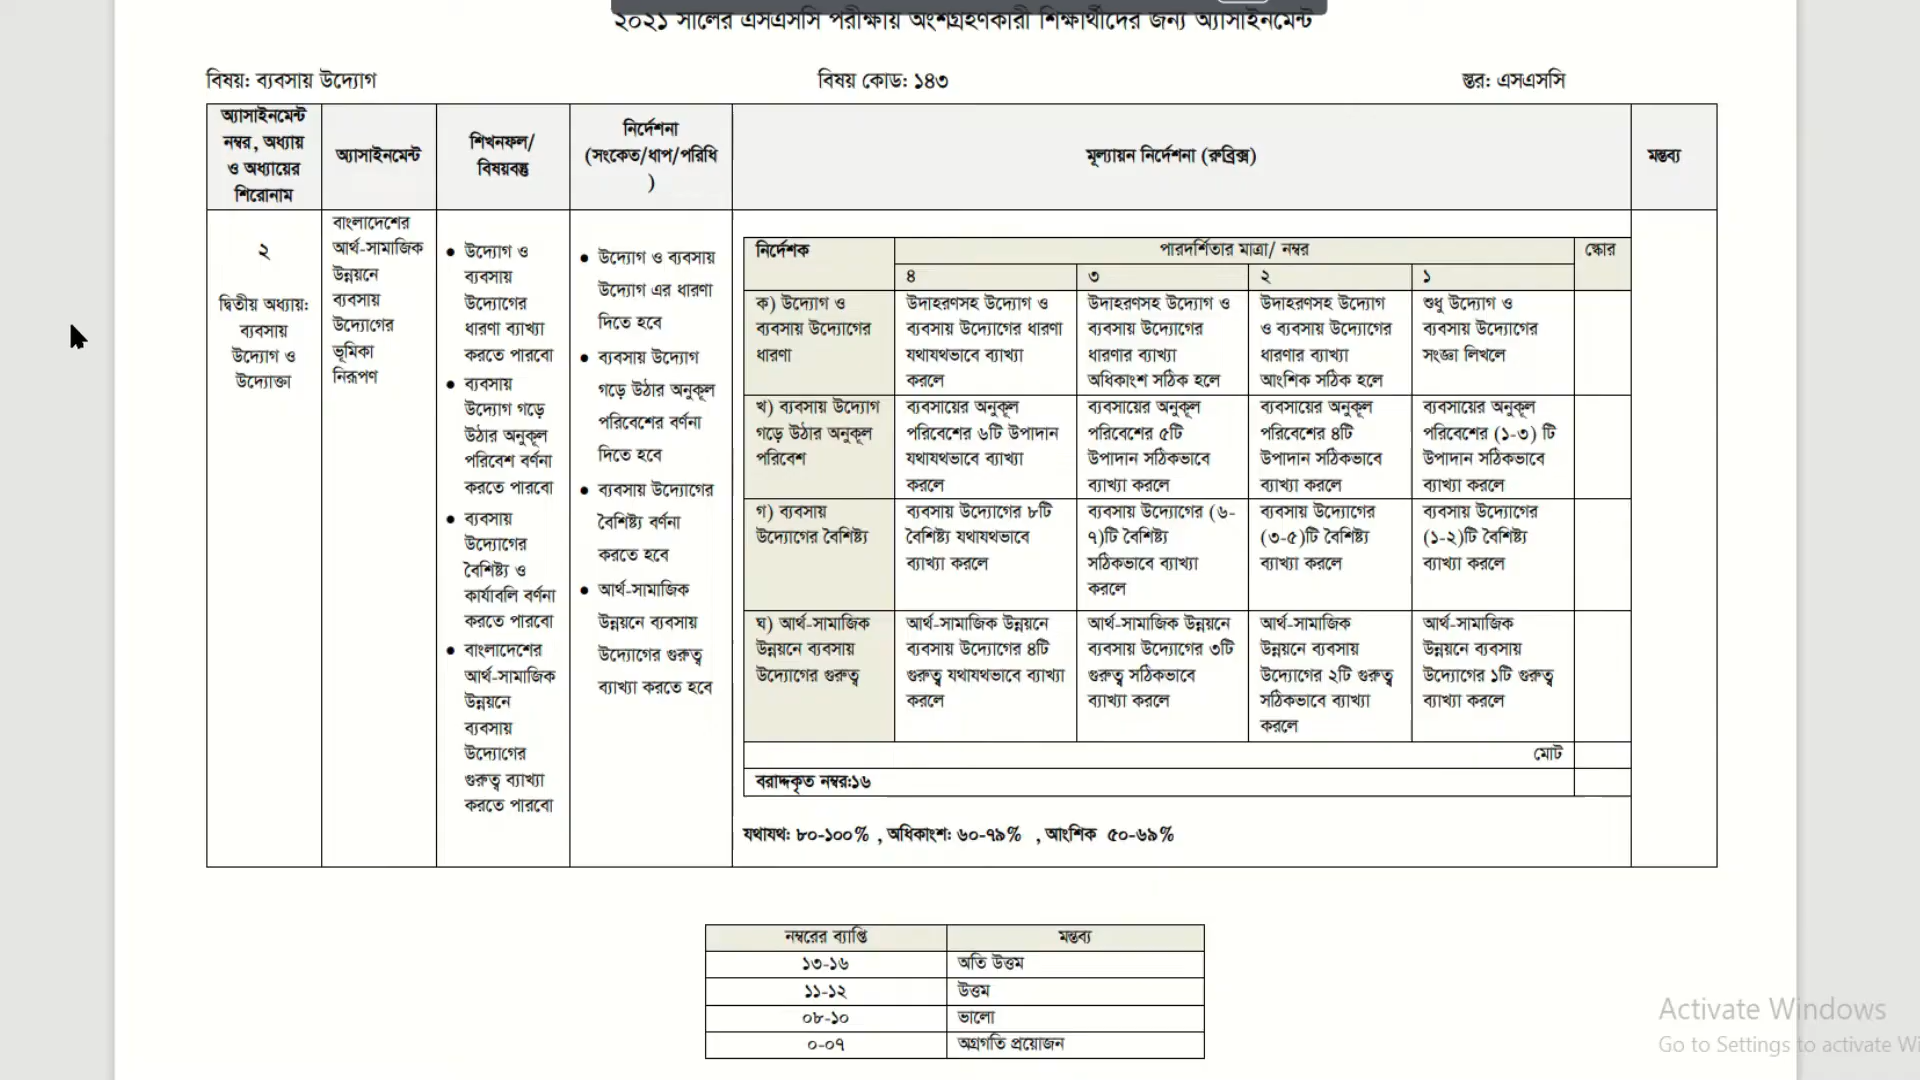 ২০২১ সালের এসএসসি পরীক্ষায় অংশগ্রহণকারী শিক্ষার্থীদের জন্য অ্যাসাইনমেন্ট
বিষয়: ব্যবসায় উদ্যোগ
বিষয় কোড: ১৪৩
স্তর: এসএসসি
অ্যাসাইনমেন্ট
নম্বর, অধ্যায়
ও অধ্যায়ের
শিরোনাম
অ্যাসাইনমেন্ট
শিখনফল/
বিষয়বস্তু
নির্দেশনা
(সংকেত/ধাপ/পরিধি
)
মূল্যায়ন নির্দেশনা (রুব্রিক্স)
মন্তব্য
২
দ্বিতীয় অধ্যায়:
ব্যবসায়
উদ্যোগ ও
উদ্যোক্তা
বাংলাদেশের
আর্থ-সামাজিক
উন্নয়নে
ব্যবসায়
উদ্যোগের
ভূমিকা
নিরূপণ
• উদ্যোগ ও
ব্যবসায়
উদ্যোগের
ধারণা ব্যাখ্যা
করতে পারবো
• ব্যবসায়
উদ্যোগ গড়ে
উঠার অনুকূল
পরিবেশ বর্ণনা
করতে পারবো
• ব্যবসায়
উদ্যোগের
বৈশিষ্ট্য ও
কার্যাবলি বর্ণনা
করতে পারবো
• বাংলাদেশের
আর্থ-সামাজিক
উন্নয়নে
ব্যবসায়
উদ্যোগের
গুরুত্ব ব্যাখ্যা
করতে পারবো
• উদ্যোগ ও ব্যবসায়
উদ্যোগ এর ধারণা
দিতে হবে
• ব্যবসায় উদ্যোগ
গড়ে উঠার অনুকূল
পরিবেশের বর্ণনা
দিতে হবে
• ব্যবসায় উদ্যোগের
বৈশিষ্ট্য বর্ণনা
করতে হবে
• আর্থ-সামাজিক
উন্নয়নে ব্যবসায়
উদ্যোগের গুরুত্ব
ব্যাখ্যা করতে হবে
নির্দেশক
পারদর্শিতার মাত্রা/ নম্বর
স্কোর
৪
৩
২
১
ক) উদ্যোগ ও
ব্যবসায় উদ্যোগের
ধারণা
উদাহরণসহ উদ্যোগ ও
ব্যবসায় উদ্যোগের ধারণা
যথাযথভাবে ব্যাখ্যা
করলে
উদাহরণসহ উদ্যোগ ও
ব্যবসায় উদ্যোগের
ধারণার ব্যাখ্যা
অধিকাংশ সঠিক হলে
উদাহরণসহ উদ্যোগ
ও ব্যবসায় উদ্যোগের
ধারণার ব্যাখ্যা
আংশিক সঠিক হলে
শুধু উদ্যোগ ও
ব্যবসায় উদ্যোগের
সংজ্ঞা লিখলে
খ) ব্যবসায় উদ্যোগ
গড়ে উঠার অনুকূল
পরিবেশ
ব্যবসায়ের অনুকূল
পরিবেশের ৬টি উপাদান
যথাযথভাবে ব্যাখ্যা
করলে
ব্যবসায়ের অনুকূল
পরিবেশের ৫টি
উপাদান সঠিকভাবে
ব্যাখ্যা করলে
ব্যবসায়ের অনুকূল
পরিবেশের ৪টি
উপাদান সঠিকভাবে
ব্যাখ্যা করলে
ব্যবসায়ের অনুকূল
পরিবেশের (১-৩) টি
উপাদান সঠিকভাবে
ব্যাখ্যা করলে
গ) ব্যবসায়
উদ্যোগের বৈশিষ্ট্য
ব্যবসায় উদ্যোগের ৮টি
বৈশিষ্ট্য যথাযথভাবে
ব্যাখ্যা করলে
ব্যবসায় উদ্যোগের (৬-
৭)টি বৈশিষ্ট্য
সঠিকভাবে ব্যাখ্যা
করলে
ব্যবসায় উদ্যোগের
(৩-৫)টি বৈশিষ্ট্য
ব্যাখ্যা করলে
ব্যবসায় উদ্যোগের
(১-২)টি বৈশিষ্ট্য
ব্যাখ্যা করলে
ঘ) আর্থ-সামাজিক
উন্নয়নে ব্যবসায়
উদ্যোগের গুরুত্ব
আর্থ-সামাজিক উন্নয়নে
ব্যবসায় উদ্যোগের ৪টি
গুরুত্ব যথাযথভাবে ব্যাখ্যা
করলে
আর্থ-সামাজিক উন্নয়নে
ব্যবসায় উদ্যোগের ৩টি
গুরুত্ব সঠিকভাবে
ব্যাখ্যা করলে
আর্থ-সামাজিক
উন্নয়নে ব্যবসায়
উদ্যোগের ২টি গুরুত্ব
সঠিকভাবে ব্যাখ্যা
করলে
আর্থ-সামাজিক
উন্নয়নে ব্যবসায়
উদ্যোগের ১টি গুরুত্ব
ব্যাখ্যা করলে
মোট
বরাদ্দকৃত নম্বর:১৬
যথাযথ: ৮০-১০০% , অধিকাংশ: ৬০-৭৯% , আংশিক ৫০-৬৯%
নম্বরের ব্যাপ্তি
মন্তব্য
১৩-১৬
অতি উত্তম
১১-১২
উত্তম
০৮-১০
ভালো
০-০৭
অগ্রগতি প্রয়োজন
Activate Windows
Go to Settings to activate Wi